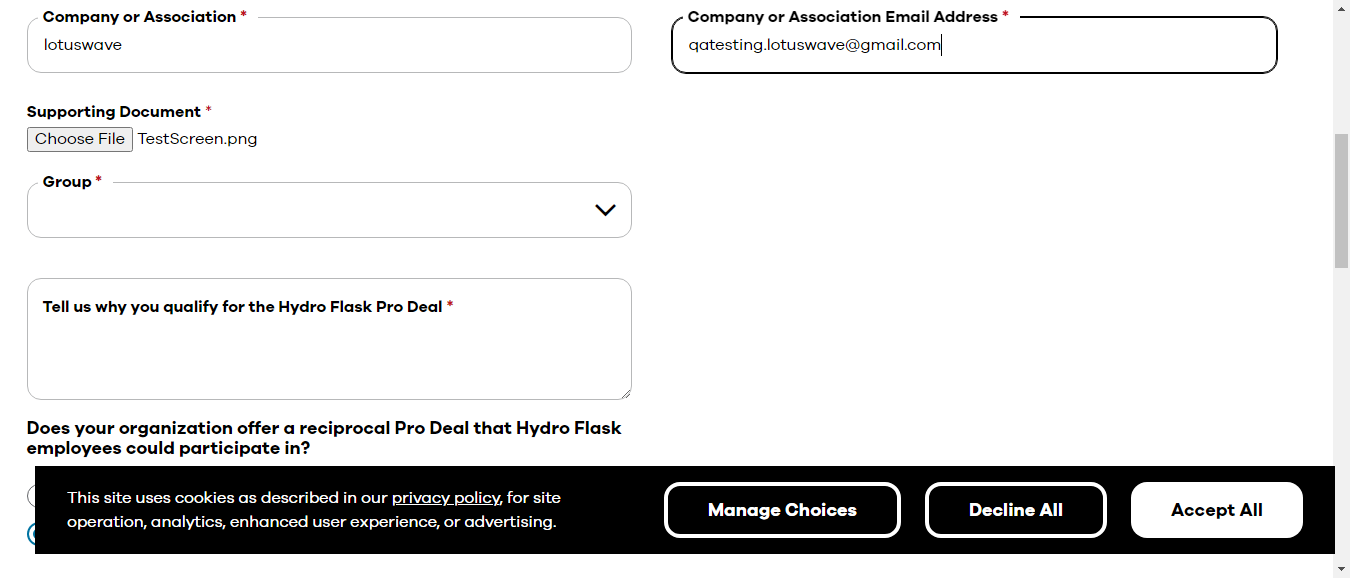 Company or Association *
lotuswave
Company or Association Email Address *
qatesting.lotuswave@gmail.com
Supporting Document *
Choose File TestScreen.png
Group *
Tell us why you qualify for the Hydro Flask Pro Deal *
Does your organization offer a reciprocal Pro Deal that Hydro Flask
employees could participate in?
This site uses cookies as described in our privacy policy, for site
operation, analytics, enhanced user experience, or advertising.
Manage Choices
Decline All
Accept All